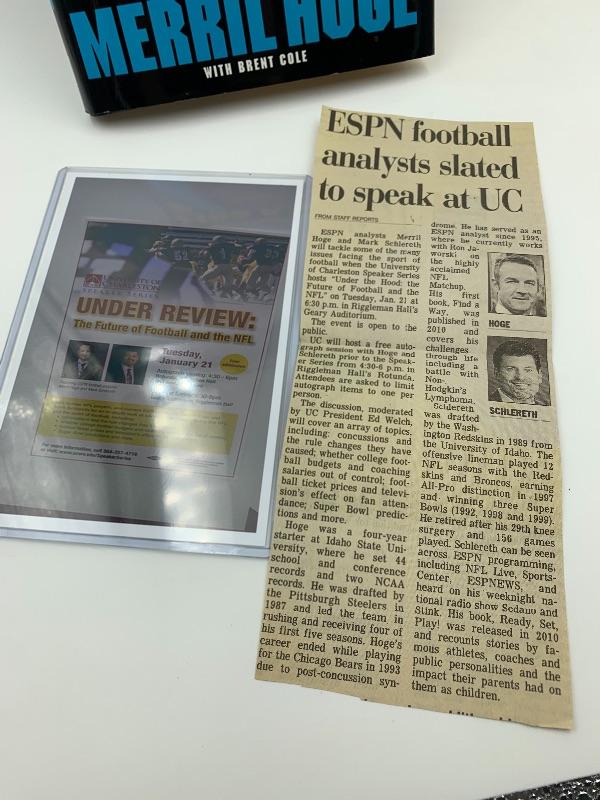 MERRIL HOGE
WITH BRENT COLE
ESPN football
analysts slated
to speak at UC
FROM STAFF REPORTS
ESPN analysts Merril
Hoge and Mark Schlereth
will tackle some of the many
issues facing the sport of
football when the University
of Charleston Speaker Series
hosts "Under the Hood: the
Future of Football and the
NFL" on Tuesday, Jan. 21 at
6:30 p.m. in Riggleman Hall's
Geary Auditorium.
The event is open to the
public.
UC will host a free auto-
graph session with Hoge and
Schlereth prior to the Speak-
er Series from 4:30-6 p.m. in
Riggleman Hall's Rotunda.
Attendees are asked to limit
autograph items to one per
person.
The discussion, moderated
by UC President Ed Welch,
will cover an array of topics,
including: concussions and
the rule changes they have
caused; whether college foot-
ball budgets and coaching
salaries out of control; foot-
ball ticket prices and televi-
sion's effect on fan atten-
dance; Super Bowl predic-
tions and more.
Hoge was a four-year
starter at Idaho State Uni-
versity, where he set 44
school and conference
records and two NCAA
records. He was drafted by
the Pittsburgh Steelers in
1987 and led the team in
rushing and receiving four of
his first five seasons. Hoge's
career ended while playing
for the Chicago Bears in 1993
due to post-concussion syn-
drome. He has served as an
ESPN analyst since 1995,
where he currently works
with Ron Ja-
worski on
the highly
acclaimed
NFL
Matchup.
His first
book, Find a
Way, was
published in
2010 and
covers his
challenges
through life
including a
battle with
Non-
Hodgkin's
Lymphoma.
Schlereth
was drafted
by the Wash-
ington Redskins in 1989 from
the University of Idaho. The
offensive lineman played 12
NFL seasons with the Red-
skins and Broncos, earning
All-Pro distinction in 1997
and winning three Super
Bowls (1992, 1998 and 1999).
He retired after his 29th knee
surgery and 156 games
played. Schlereth can be seen
across ESPN programming,
including NFL Live, Sports-
Center, ESPNEWS, and
heard on his weeknight na-
tional radio show Sedano and
Stink. His book, Ready, Set,
Play! was released in 2010
and recounts stories by fa-
mous athletes, coaches and
public personalities and the
impact their parents had on
them as children.
HOGE
SCHLERETH
UNIVERSITY OF
CHARLESTON
SPEAKER SERIES
UNDER REVIEW:
The Future of Football and the NFL
Tuesday,
January 21